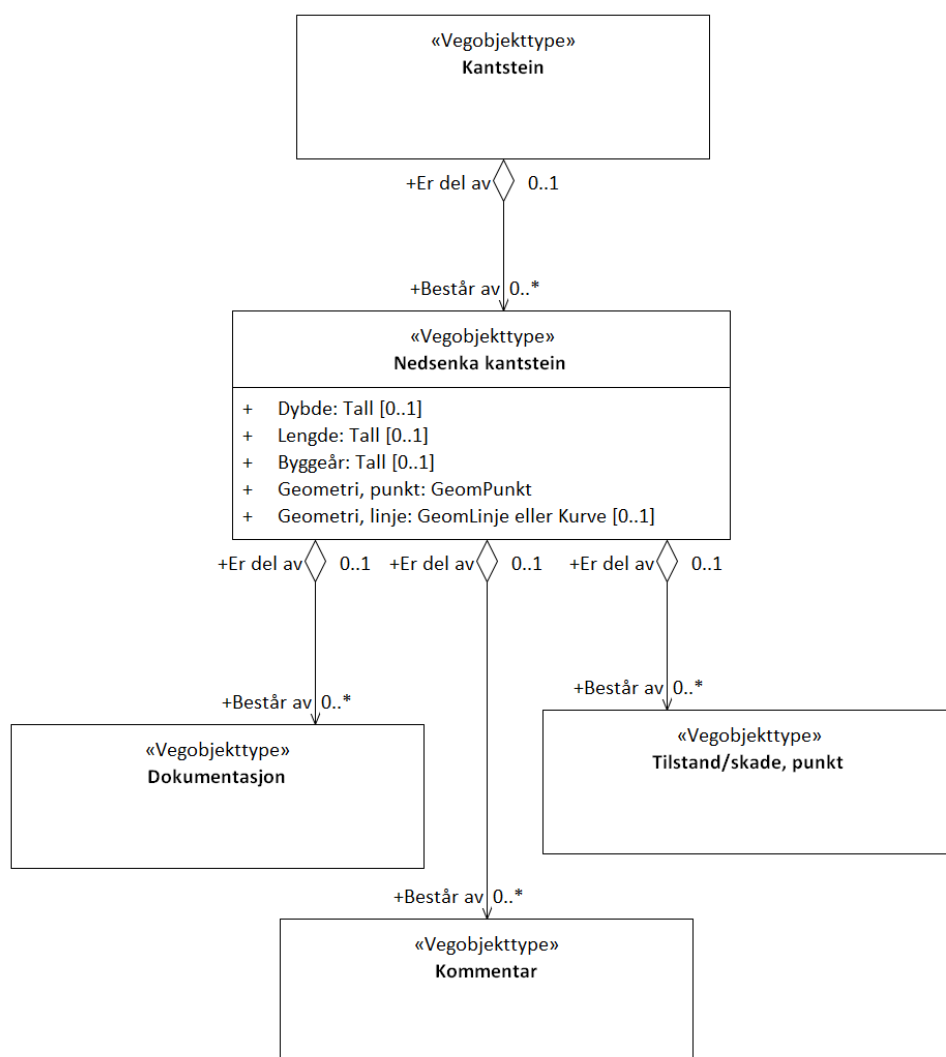 «Vegobjekttype»
Kantstein
+Er del av 0..1
+Består av 0..*
«Vegobjekttype»
Nedsenka kantstein
+ Dybde: Tall [0..1]
+ Lengde: Tall [0..1]
+ Byggeår: Tall [0..1]
+ Geometri, punkt: GeomPunkt
+ Geometri, linje: GeomLinje eller Kurve [0..1]
+Er del av 0..1 +Er del av 0..1 +Er del av 0..1
+Består av 0..*
+Består av 0..*
«Vegobjekttype»
Tilstand/skade, punkt
«Vegobjekttype»
Dokumentasjon
+Består av 0..*
«Vegobjekttype»
Kommentar